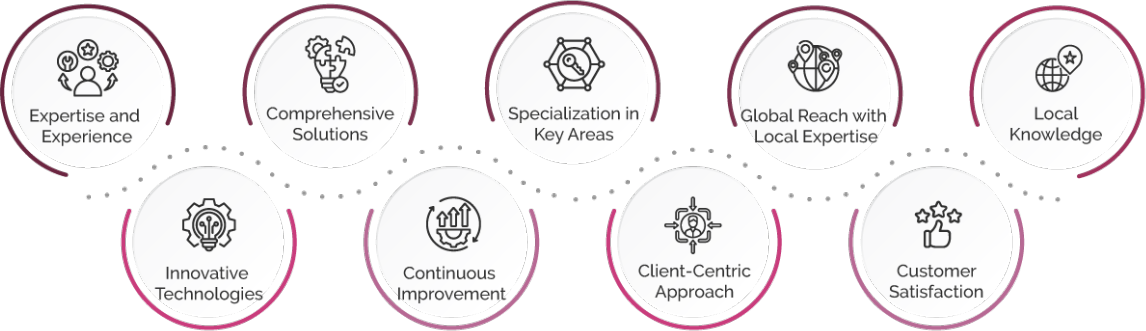 Expertise and
Experience
Comprehensive
Solutions
Specialization in
Key Areas
Global Reach with
Local Expertise
Local
Knowledge
Innovative
Technologies
Continuous
Improvement
Client-Centric
Approach
Customer
Satisfaction